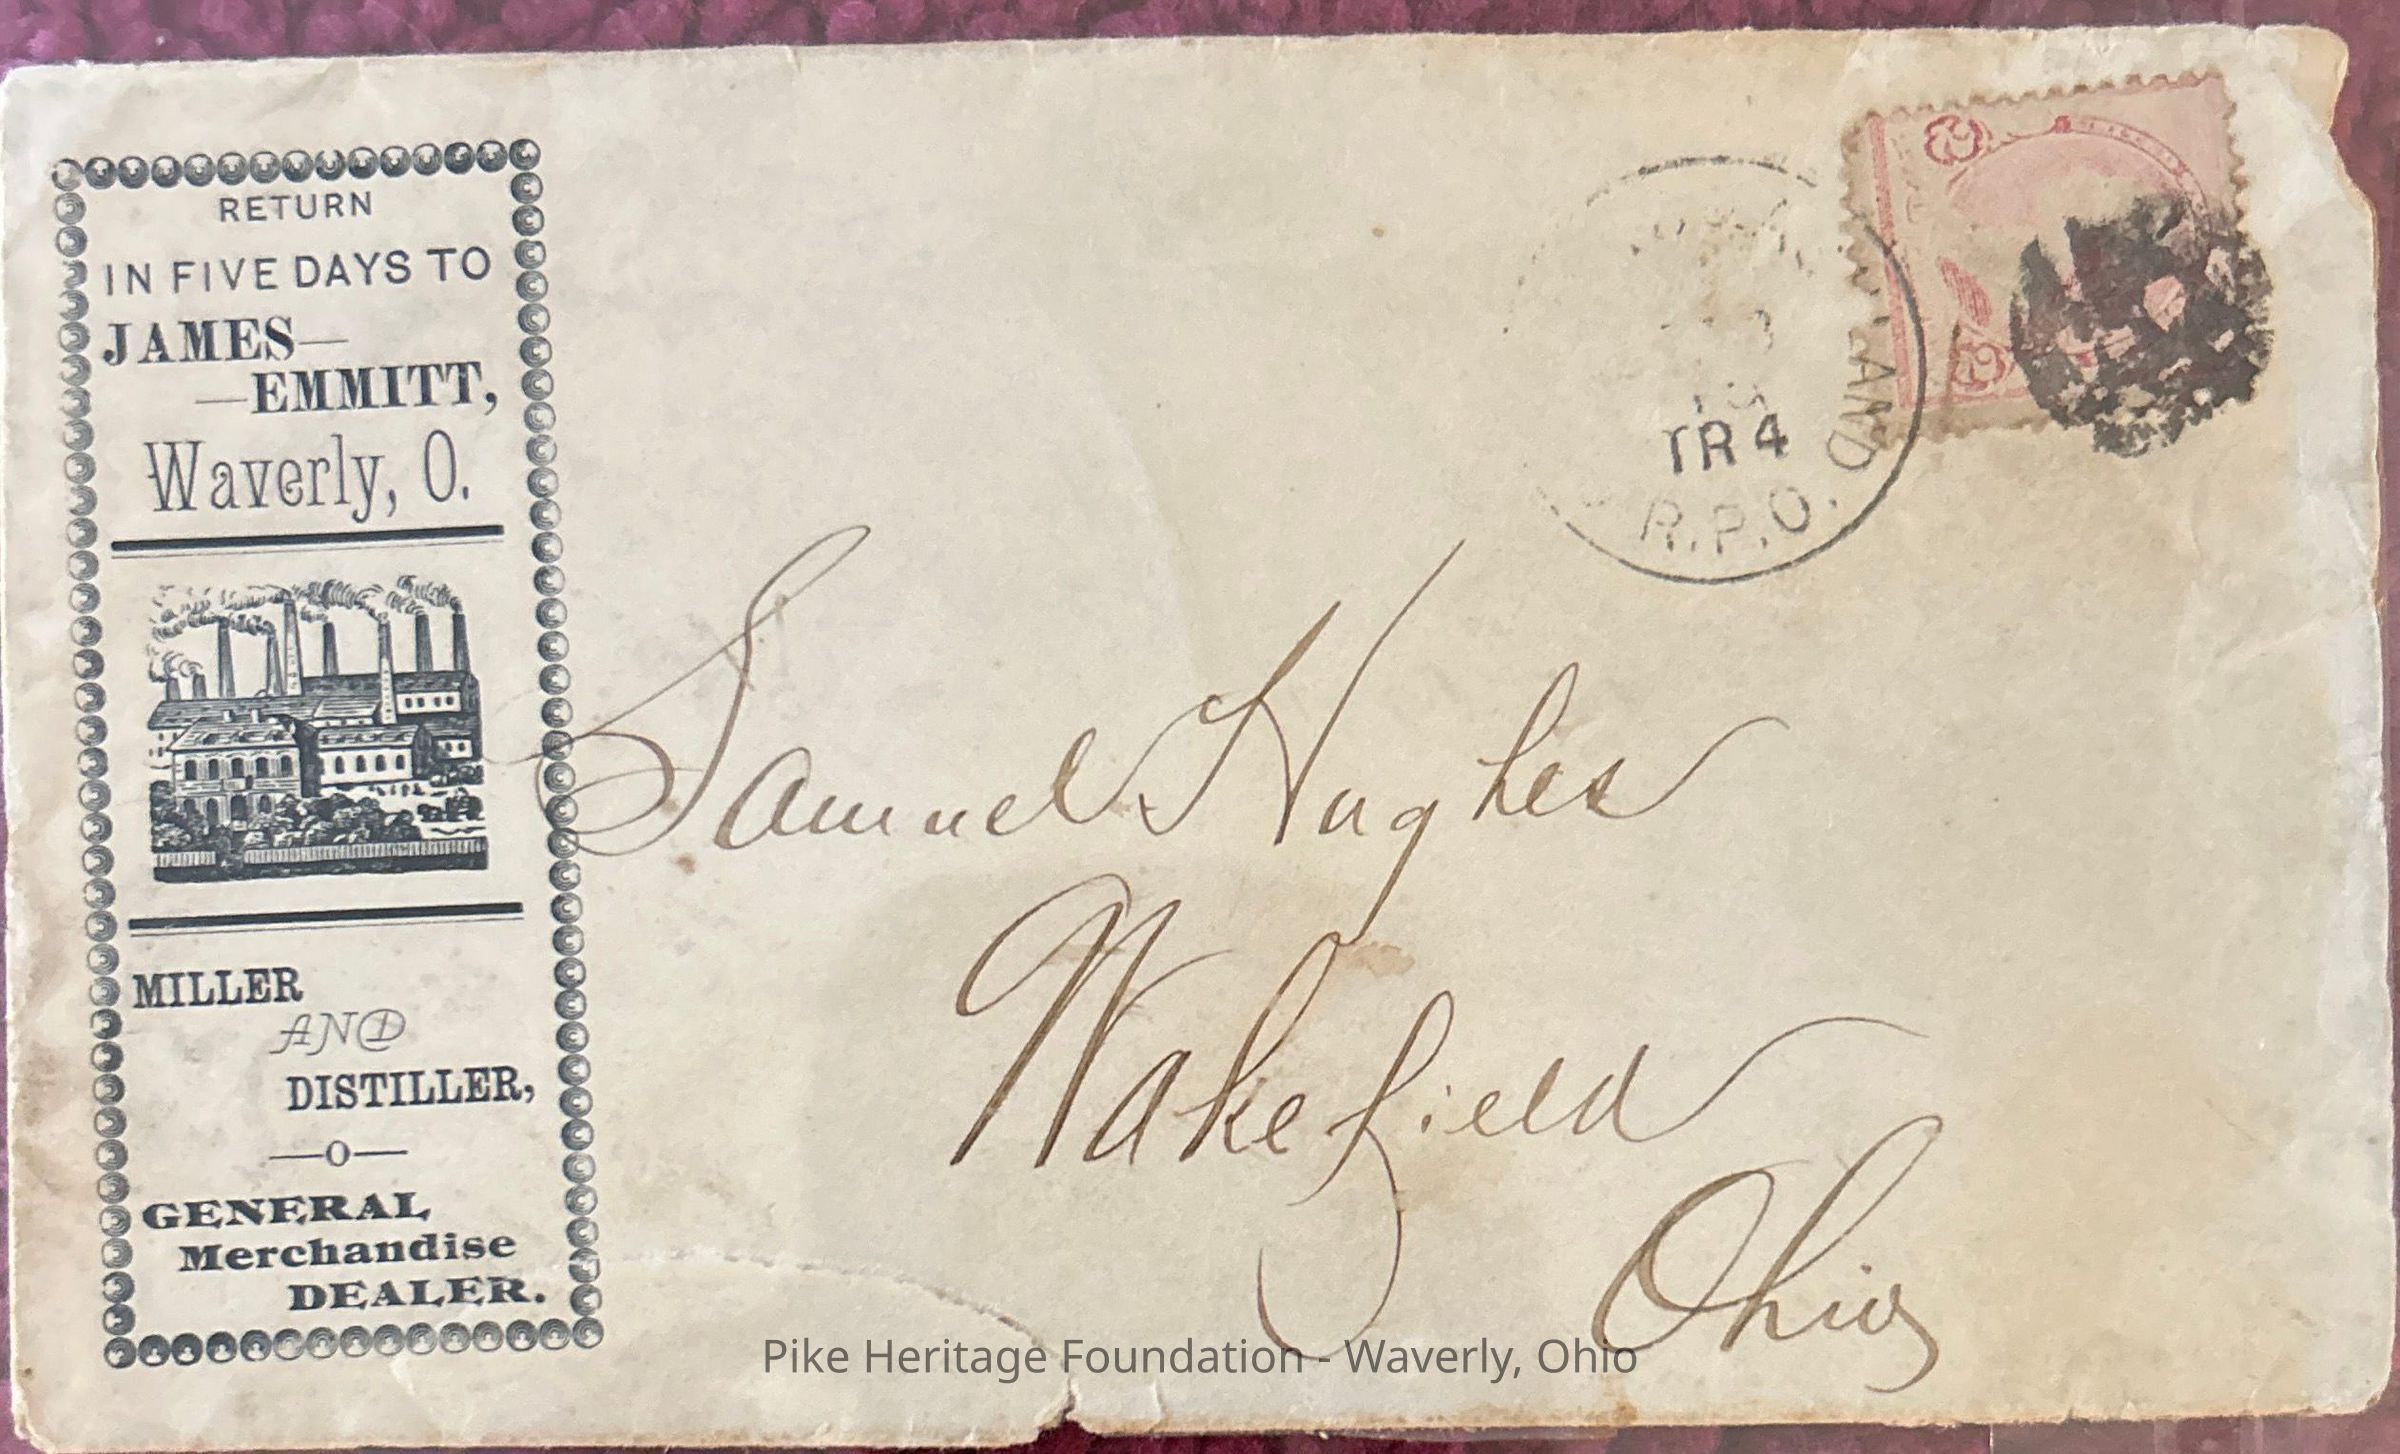 RETURN
IN FIVE DAYS TO
JAMES—
—EMMITT,
Waverly, O.
MILLER
AND
DISTILLER,
—o—
GENERAL
Merchandise
DEALER.
TR 4
R.P.O.
Samuel Hughes
Wakefield
Ohio
Pike Heritage Foundation - Waverly, Ohio